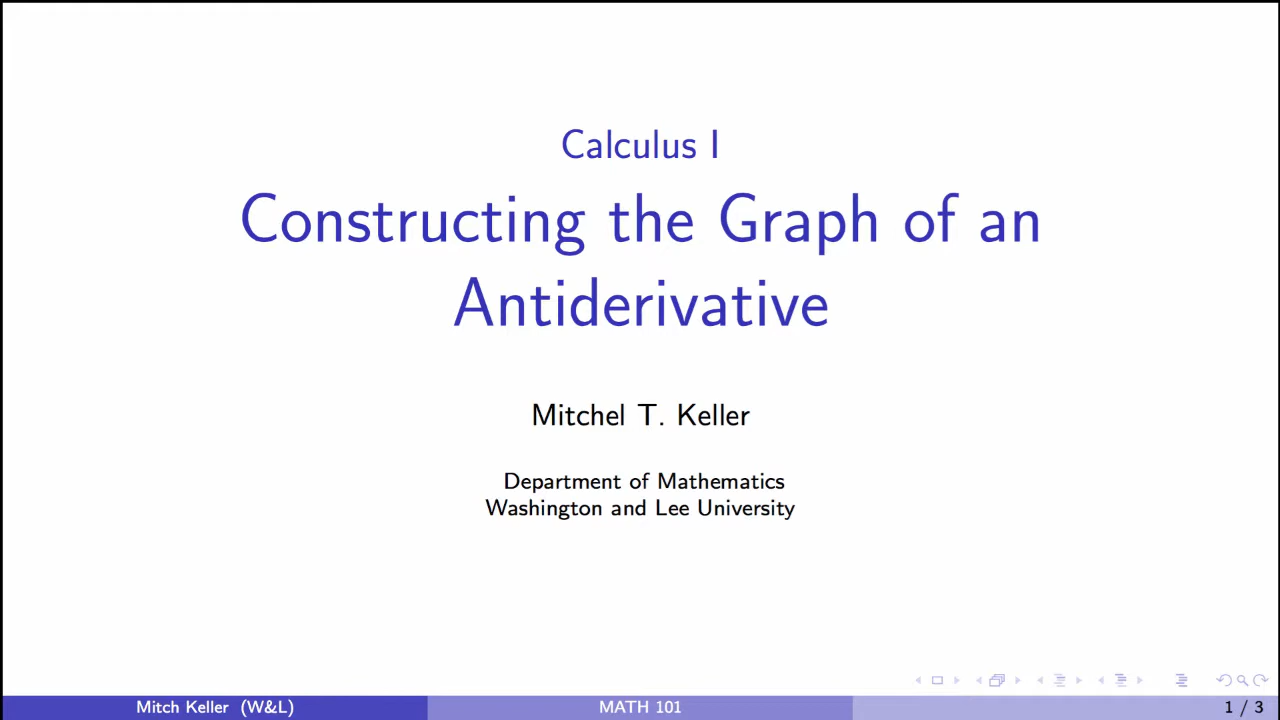 Calculus I
Constructing the Graph of an
Antiderivative
Mitchel T. Keller
Department of Mathematics
Washington and Lee University
Mitch Keller (W&L)
MATH 101
1 / 3